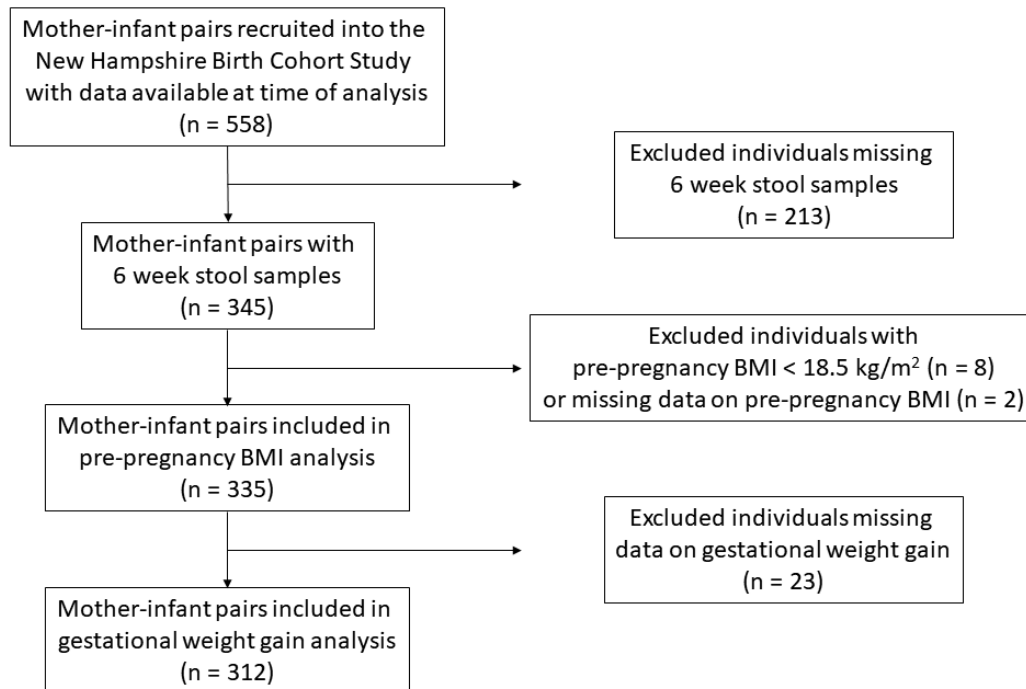 Mother-infant pairs recruited into the
New Hampshire Birth Cohort Study
with data available at time of analysis
(n = 558)
Excluded individuals missing
6 week stool samples
(n = 213)
Mother-infant pairs with
6 week stool samples
(n = 345)
Excluded individuals with
pre-pregnancy BMI < 18.5 kg/m² (n = 8)
or missing data on pre-pregnancy BMI (n = 2)
Mother-infant pairs included in
pre-pregnancy BMI analysis
(n = 335)
Excluded individuals missing
data on gestational weight gain
(n = 23)
Mother-infant pairs included in
gestational weight gain analysis
(n = 312)